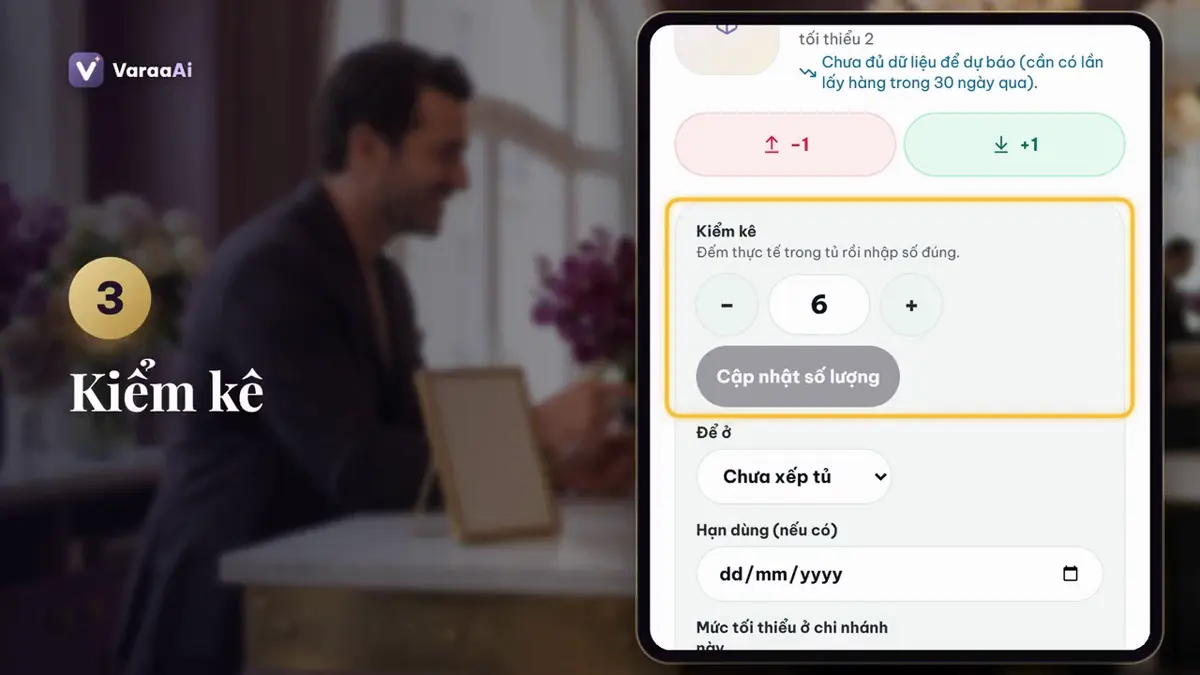 VaraaAi
3
Kiểm kê
tối thiểu 2
Chưa đủ dữ liệu để dự báo (cần có lần
lấy hàng trong 30 ngày qua).
-1
+1
Kiểm kê
Đếm thực tế trong tủ rồi nhập số đúng.
- 6 +
Cập nhật số lượng
Để ở
Chưa xếp tủ
Hạn dùng (nếu có)
dd/mm/yyyy
Mức tối thiểu ở chi nhánh
này